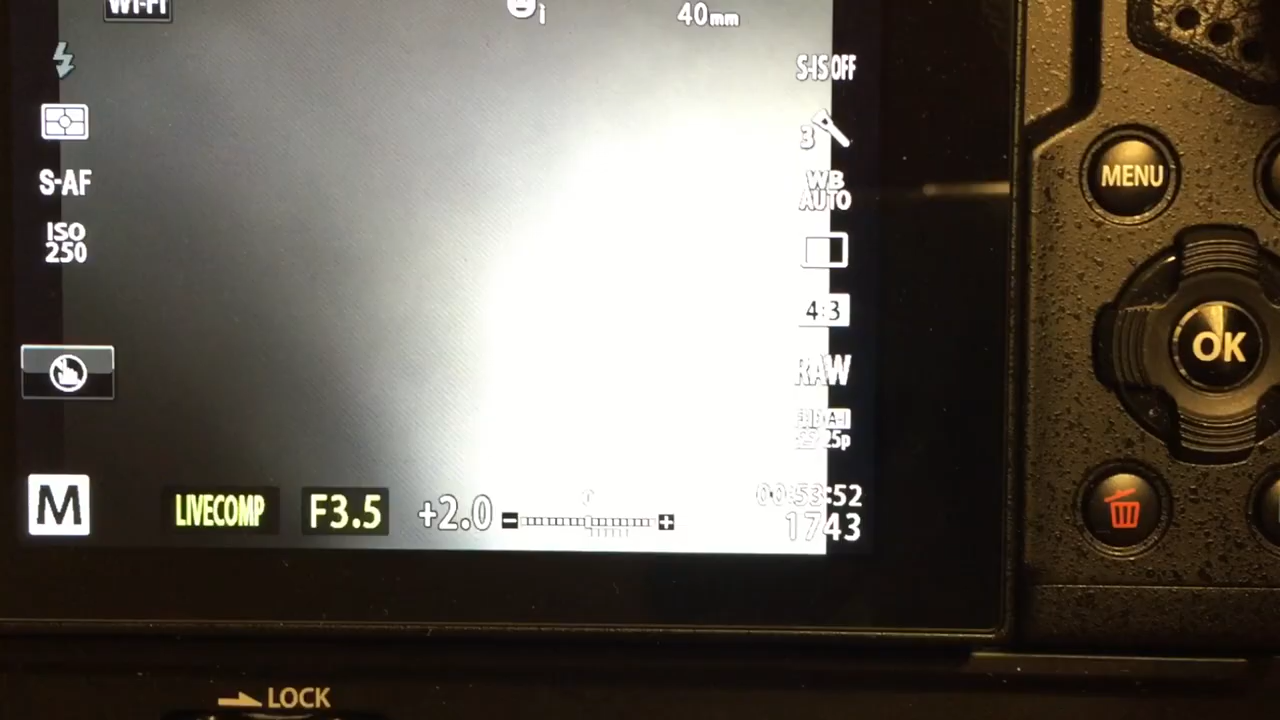 Wi-Fi
i
40mm
S-IS OFF
3
S-AF
WB
AUTO
ISO
250
4:3
RAW
25p
M
LIVECOMP
F3.5
+2.0
00:53:52
1743
MENU
OK
LOCK